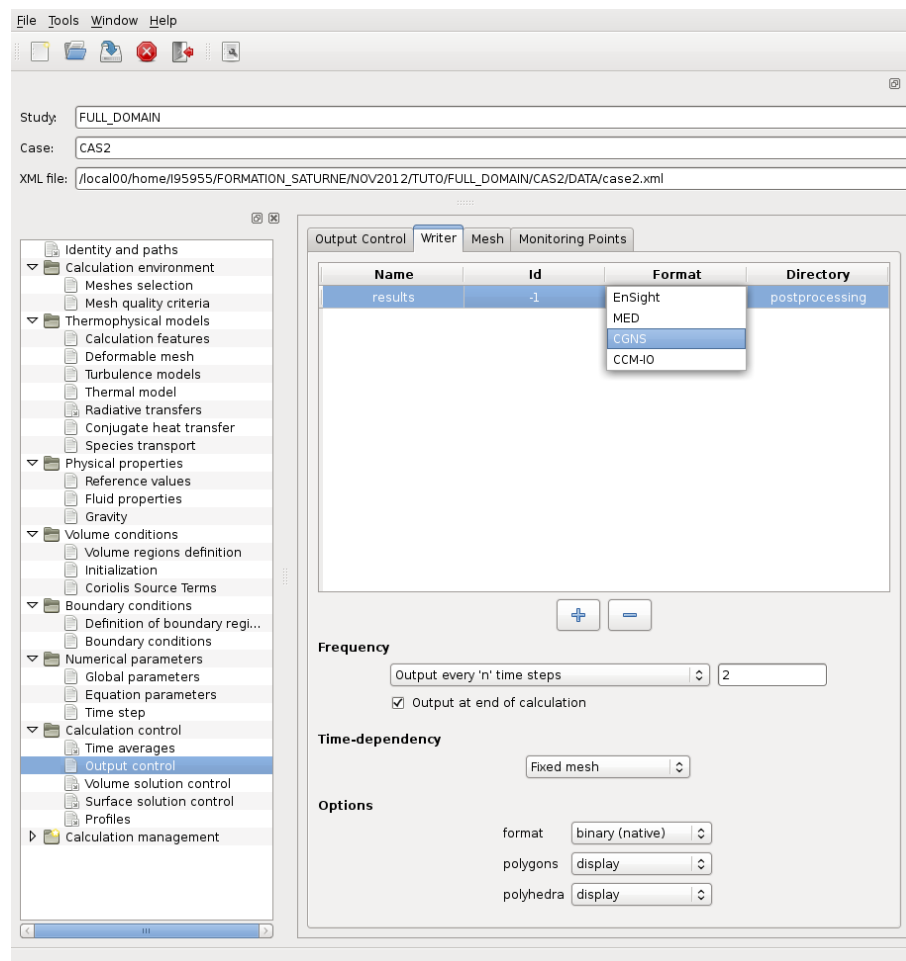 File Tools Window Help
Study: FULL_DOMAIN
Case: CAS2
XML file: /local00/home/I95955/FORMATION_SATURNE/NOV2012/TUTO/FULL_DOMAIN/CAS2/DATA/case2.xml
Identity and paths
Calculation environment
Meshes selection
Mesh quality criteria
Thermophysical models
Calculation features
Deformable mesh
Turbulence models
Thermal model
Radiative transfers
Conjugate heat transfer
Species transport
Physical properties
Reference values
Fluid properties
Gravity
Volume conditions
Volume regions definition
Initialization
Coriolis Source Terms
Boundary conditions
Definition of boundary regi...
Boundary conditions
Numerical parameters
Global parameters
Equation parameters
Time step
Calculation control
Time averages
Output control
Volume solution control
Surface solution control
Profiles
Calculation management
Output Control Writer Mesh Monitoring Points
Name Id Format Directory
results -1 EnSight postprocessing
MED
CGNS
CCM-IO
Frequency
Output every 'n' time steps 2
Output at end of calculation
Time-dependency
Fixed mesh
Options
format binary (native)
polygons display
polyhedra display